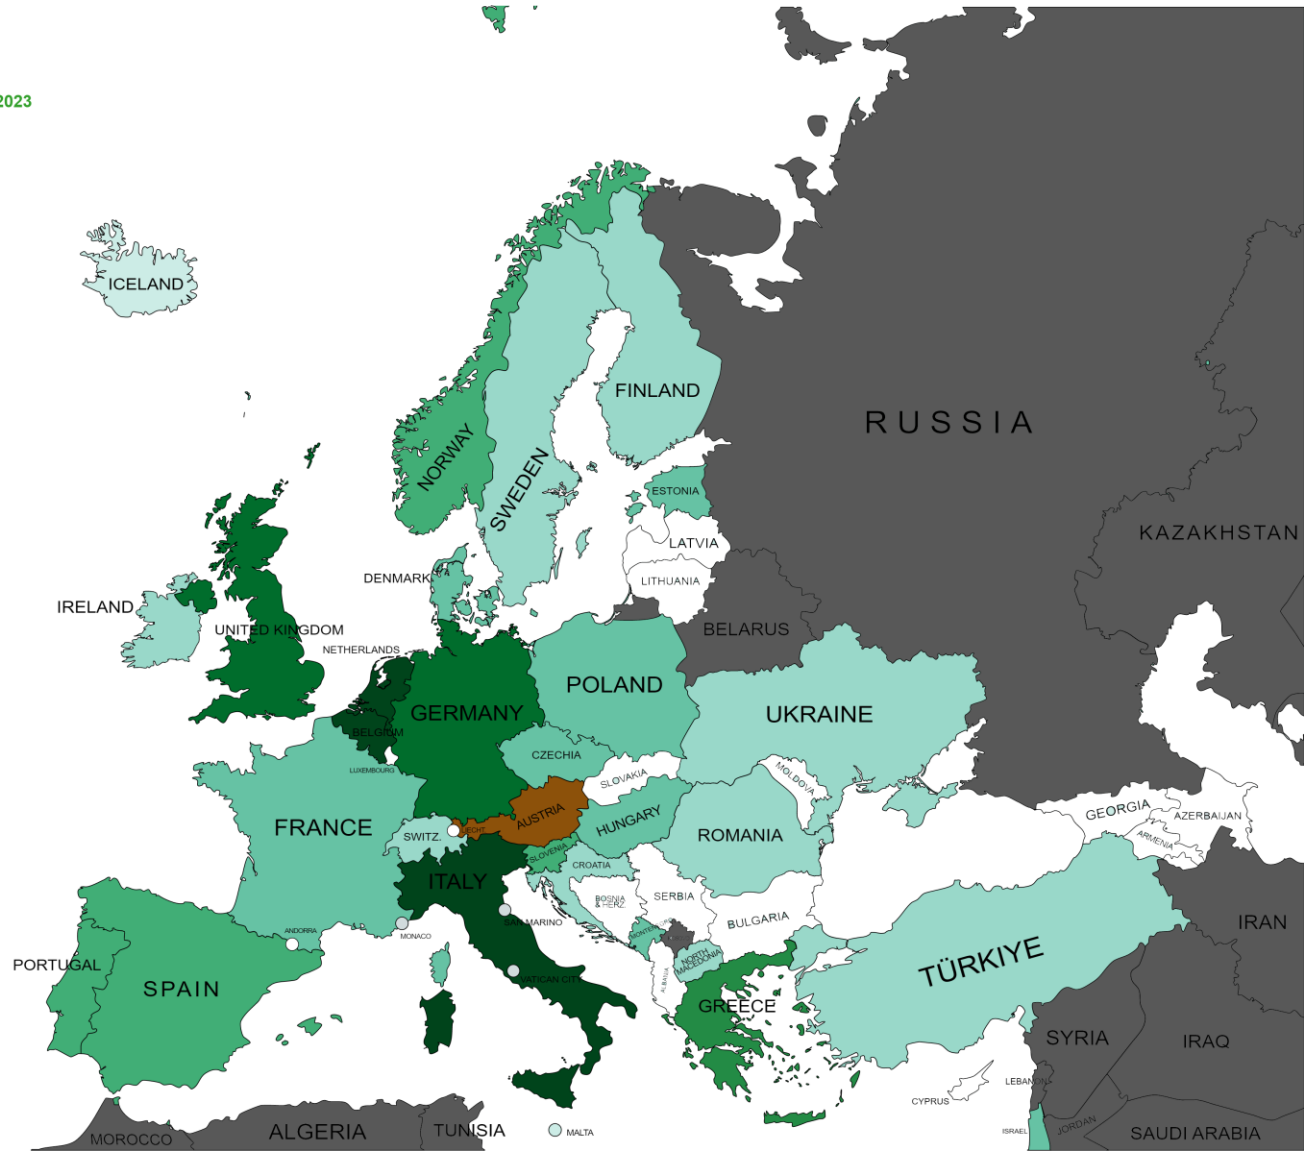 2023
ICELAND
FINLAND
RUSSIA
NORWAY
SWEDEN
ESTONIA
KAZAKHSTAN
LATVIA
DENMARK
LITHUANIA
IRELAND
UNITED KINGDOM
BELARUS
NETHERLANDS
POLAND
GERMANY
UKRAINE
BELGIUM
CZECHIA
LUXEMBOURG
SLOVAKIA
MOLDOVA
AUSTRIA
GEORGIA
AZERBAIJAN
FRANCE
SWITZ.
LIECHT.
HUNGARY
ROMANIA
ARMENIA
SLOVENIA
CROATIA
ITALY
BOSNIA
& HERZ.
SERBIA
BULGARIA
SAN MARINO
IRAN
ANDORRA
MONACO
MONTENEGRO
NORTH
MACEDONIA
PORTUGAL
SPAIN
VATICAN CITY
ALBANIA
TÜRKIYE
GREECE
SYRIA
IRAQ
LEBANON
CYPRUS
MOROCCO
ALGERIA
TUNISIA
MALTA
ISRAEL
JORDAN
SAUDI ARABIA